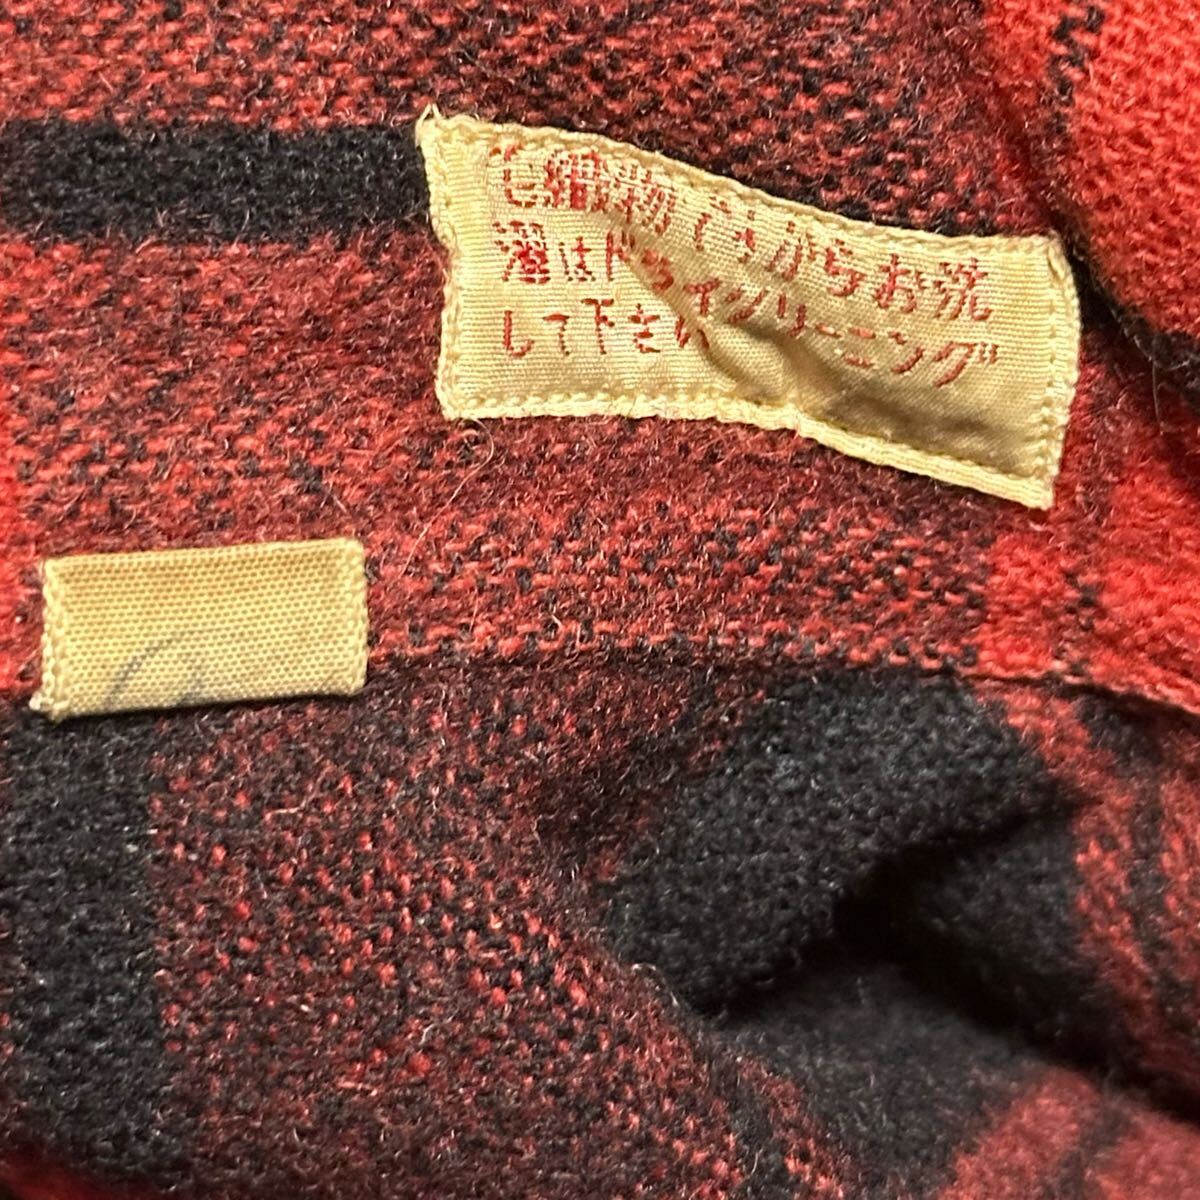 毛織物ですからお洗
濯はドライクリーニング
して下さい